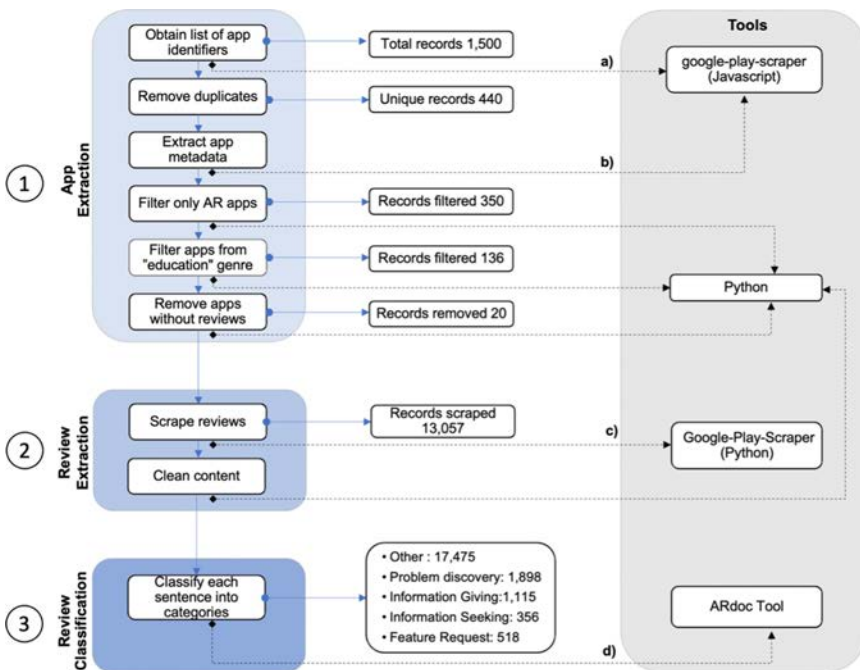 Tools
1
App
Extraction
Obtain list of app
identifiers
Total records 1,500
a)
google-play-scraper
(Javascript)
Remove duplicates
Unique records 440
Extract app
metadata
b)
Filter only AR apps
Records filtered 350
Filter apps from
"education" genre
Records filtered 136
Python
Remove apps
without reviews
Records removed 20
2
Review
Extraction
Scrape reviews
Records scraped
13,057
c)
Google-Play-Scraper
(Python)
Clean content
3
Review
Classification
Classify each
sentence into
categories
• Other : 17,475
• Problem discovery: 1,898
• Information Giving:1,115
• Information Seeking: 356
• Feature Request: 518
ARdoc Tool
d)